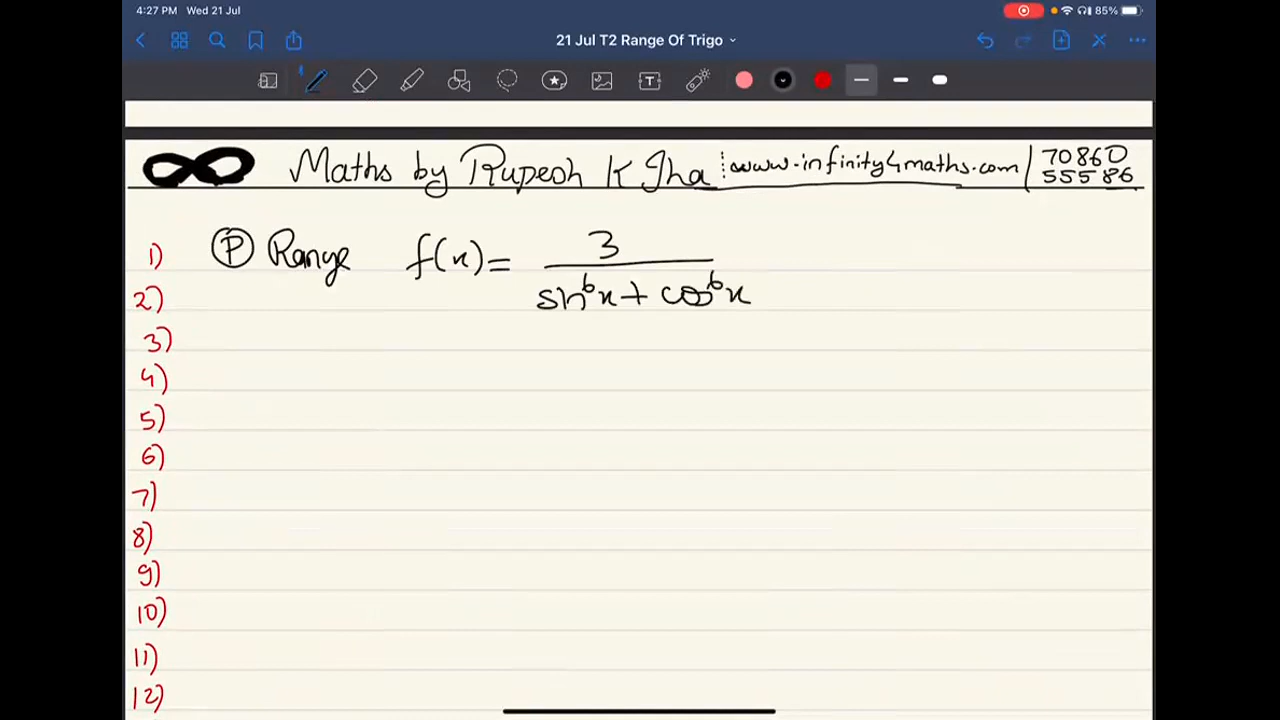 4:27 PM Wed 21 Jul
85%
21 Jul T2 Range Of Trigo
Maths by Rupesh K Jha www.infinity4maths.com 70860
55586
1) P Range f(x) = 3
2) sin⁶x + cos⁶x
3)
4)
5)
6)
7)
8)
9)
10)
11)
12)